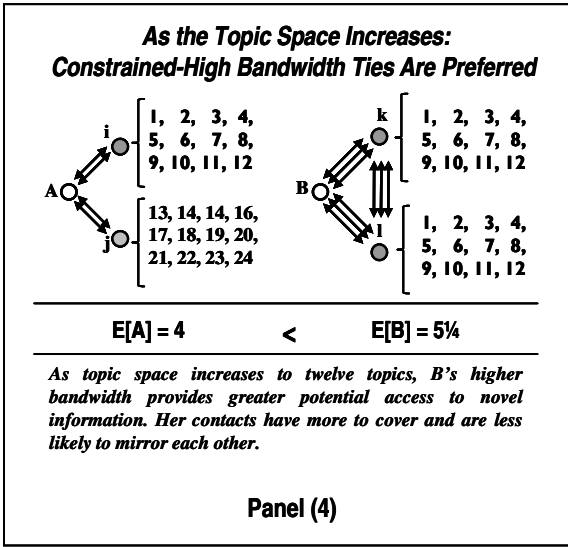 As the Topic Space Increases:
Constrained-High Bandwidth Ties Are Preferred
i
1, 2, 3, 4,
5, 6, 7, 8,
9, 10, 11, 12
A
j
13, 14, 14, 16,
17, 18, 19, 20,
21, 22, 23, 24
k
1, 2, 3, 4,
5, 6, 7, 8,
9, 10, 11, 12
B
l
1, 2, 3, 4,
5, 6, 7, 8,
9, 10, 11, 12
E[A] = 4 < E[B] = 5¼
As topic space increases to twelve topics, B's higher
bandwidth provides greater potential access to novel
information. Her contacts have more to cover and are less
likely to mirror each other.
Panel (4)